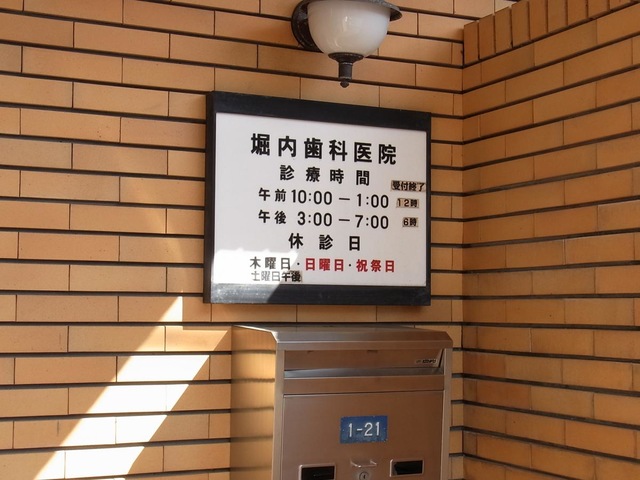 堀内歯科医院
診療時間
受付終了
午前 10:00 — 1:00 12時
午後 3:00 — 7:00 6時
休診日
木曜日・日曜日・祝祭日
土曜日午後
1-21